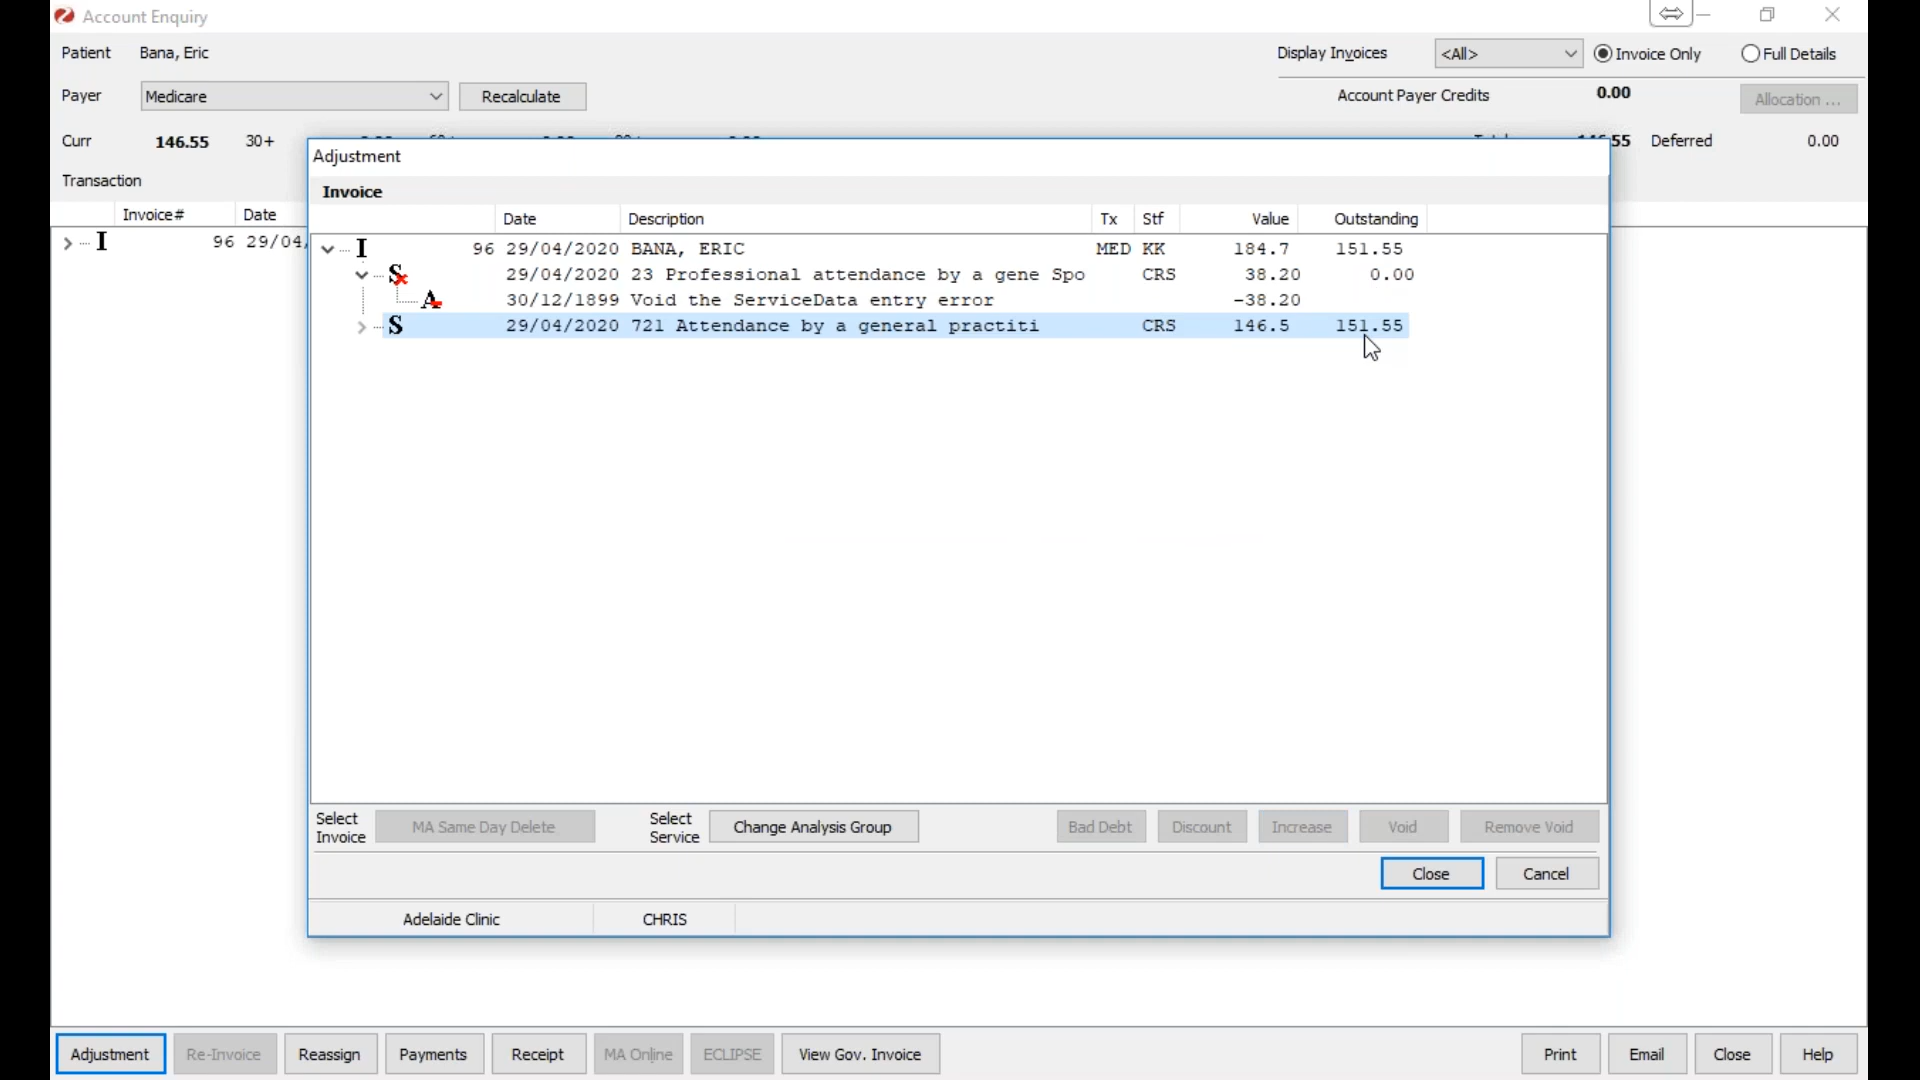 Account Enquiry
Patient Bana, Eric Display Invoices <All> Invoice Only Full Details
Payer Medicare Recalculate Account Payer Credits 0.00 Allocation ...
Curr 146.55 30+ 55 Deferred 0.00
Transaction
Invoice# Date
96 29/04/
Adjustment
Invoice
Date Description Tx Stf Value Outstanding
I 96 29/04/2020 BANA, ERIC MED KK 184.7 151.55
S 29/04/2020 23 Professional attendance by a gene Spo CRS 38.20 0.00
A 30/12/1899 Void the ServiceData entry error -38.20
S 29/04/2020 721 Attendance by a general practiti CRS 146.5 151.55
Select Invoice MA Same Day Delete Select Service Change Analysis Group Bad Debt Discount Increase Void Remove Void
Close Cancel
Adelaide Clinic CHRIS
Adjustment Re-Invoice Reassign Payments Receipt MA Online ECLIPSE View Gov. Invoice Print Email Close Help